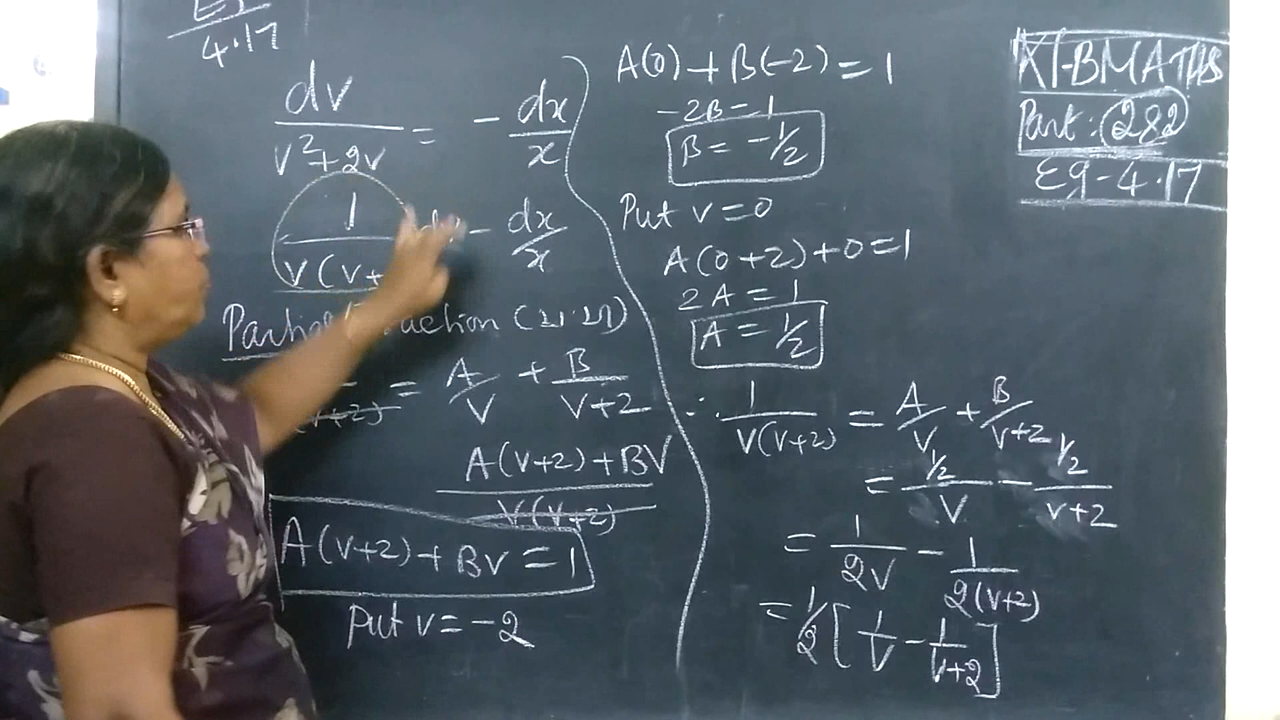 4.17
dv/(v²+2v) = - dx/x
1/(v(v+ - dx/x
Partial Fraction
= A/v + B/(v+2)
A(v+2)+BV/(v(v+2))
A(v+2)+BV=1
Put v=-2
A(0)+B(-2)=1
-2B=1
B=-1/2
Put v=0
A(0+2)+0=1
2A=1
A=1/2
∴ 1/(v(v+2)) = A/v + B/(v+2)
= (1/2)/v - (1/2)/(v+2)
= 1/(2v) - 1/(2(v+2))
= 1/2 [1/v - 1/(v+2)]
XI-BMATHS
Part: 282
Eg-4.17